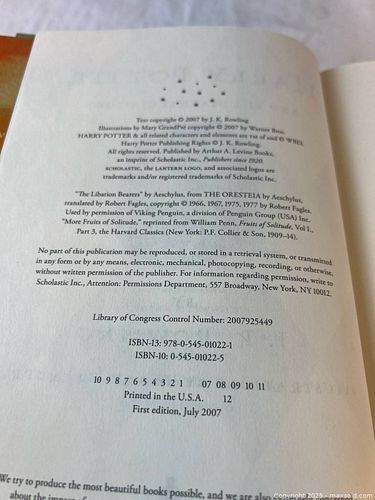 Text copyright © 2007 by J. K. Rowling
Illustrations by Mary GrandPré copyright © 2007 by Warner Bros.
HARRY POTTER & all related characters and elements are TM of and © WBEI.
Harry Potter Publishing Rights © J. K. Rowling.
All rights reserved. Published by Arthur A. Levine Books,
an imprint of Scholastic Inc., Publishers since 1920.
SCHOLASTIC, the LANTERN LOGO, and associated logos are
trademarks and/or registered trademarks of Scholastic Inc.
"The Libation Bearers" by Aeschylus, from THE ORESTEIA by Aeschylus,
translated by Robert Fagles, copyright © 1966, 1967, 1975, 1977 by Robert Fagles.
Used by permission of Viking Penguin, a division of Penguin Group (USA) Inc.
"More Fruits of Solitude," reprinted from William Penn, Fruits of Solitude, Vol I.,
Part 3, the Harvard Classics (New York: P.F. Collier & Son, 1909–14).
No part of this publication may be reproduced, or stored in a retrieval system, or transmitted
in any form or by any means, electronic, mechanical, photocopying, recording, or otherwise,
without written permission of the publisher. For information regarding permission, write to
Scholastic Inc., Attention: Permissions Department, 557 Broadway, New York, NY 10012.
Library of Congress Control Number: 2007925449
ISBN-13: 978-0-545-01022-1
ISBN-10: 0-545-01022-5
10 9 8 7 6 5 4 3 2 1 07 08 09 10 11
Printed in the U.S.A. 12
First edition, July 2007
We try to produce the most beautiful books possible, and we are also
about the
Copyright 2025 - maxsold.com